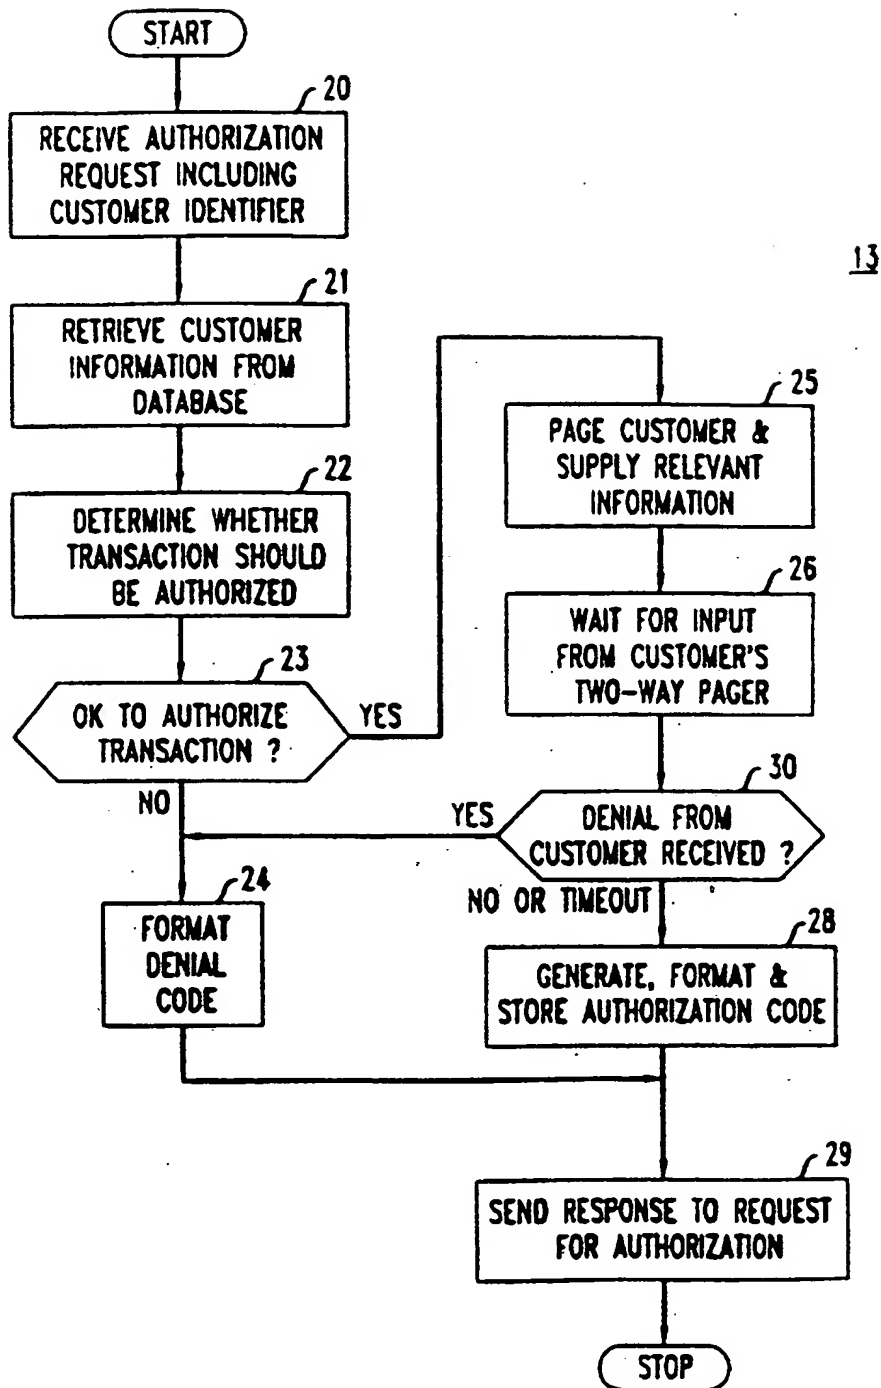 START
20
RECEIVE AUTHORIZATION
REQUEST INCLUDING
CUSTOMER IDENTIFIER
13
21
RETRIEVE CUSTOMER
INFORMATION FROM
DATABASE
22
DETERMINE WHETHER
TRANSACTION SHOULD
BE AUTHORIZED
23
OK TO AUTHORIZE
TRANSACTION ?
YES
NO
24
FORMAT
DENIAL
CODE
25
PAGE CUSTOMER &
SUPPLY RELEVANT
INFORMATION
26
WAIT FOR INPUT
FROM CUSTOMER'S
TWO-WAY PAGER
30
DENIAL FROM
CUSTOMER RECEIVED ?
YES
NO OR TIMEOUT
28
GENERATE, FORMAT &
STORE AUTHORIZATION CODE
29
SEND RESPONSE TO REQUEST
FOR AUTHORIZATION
STOP